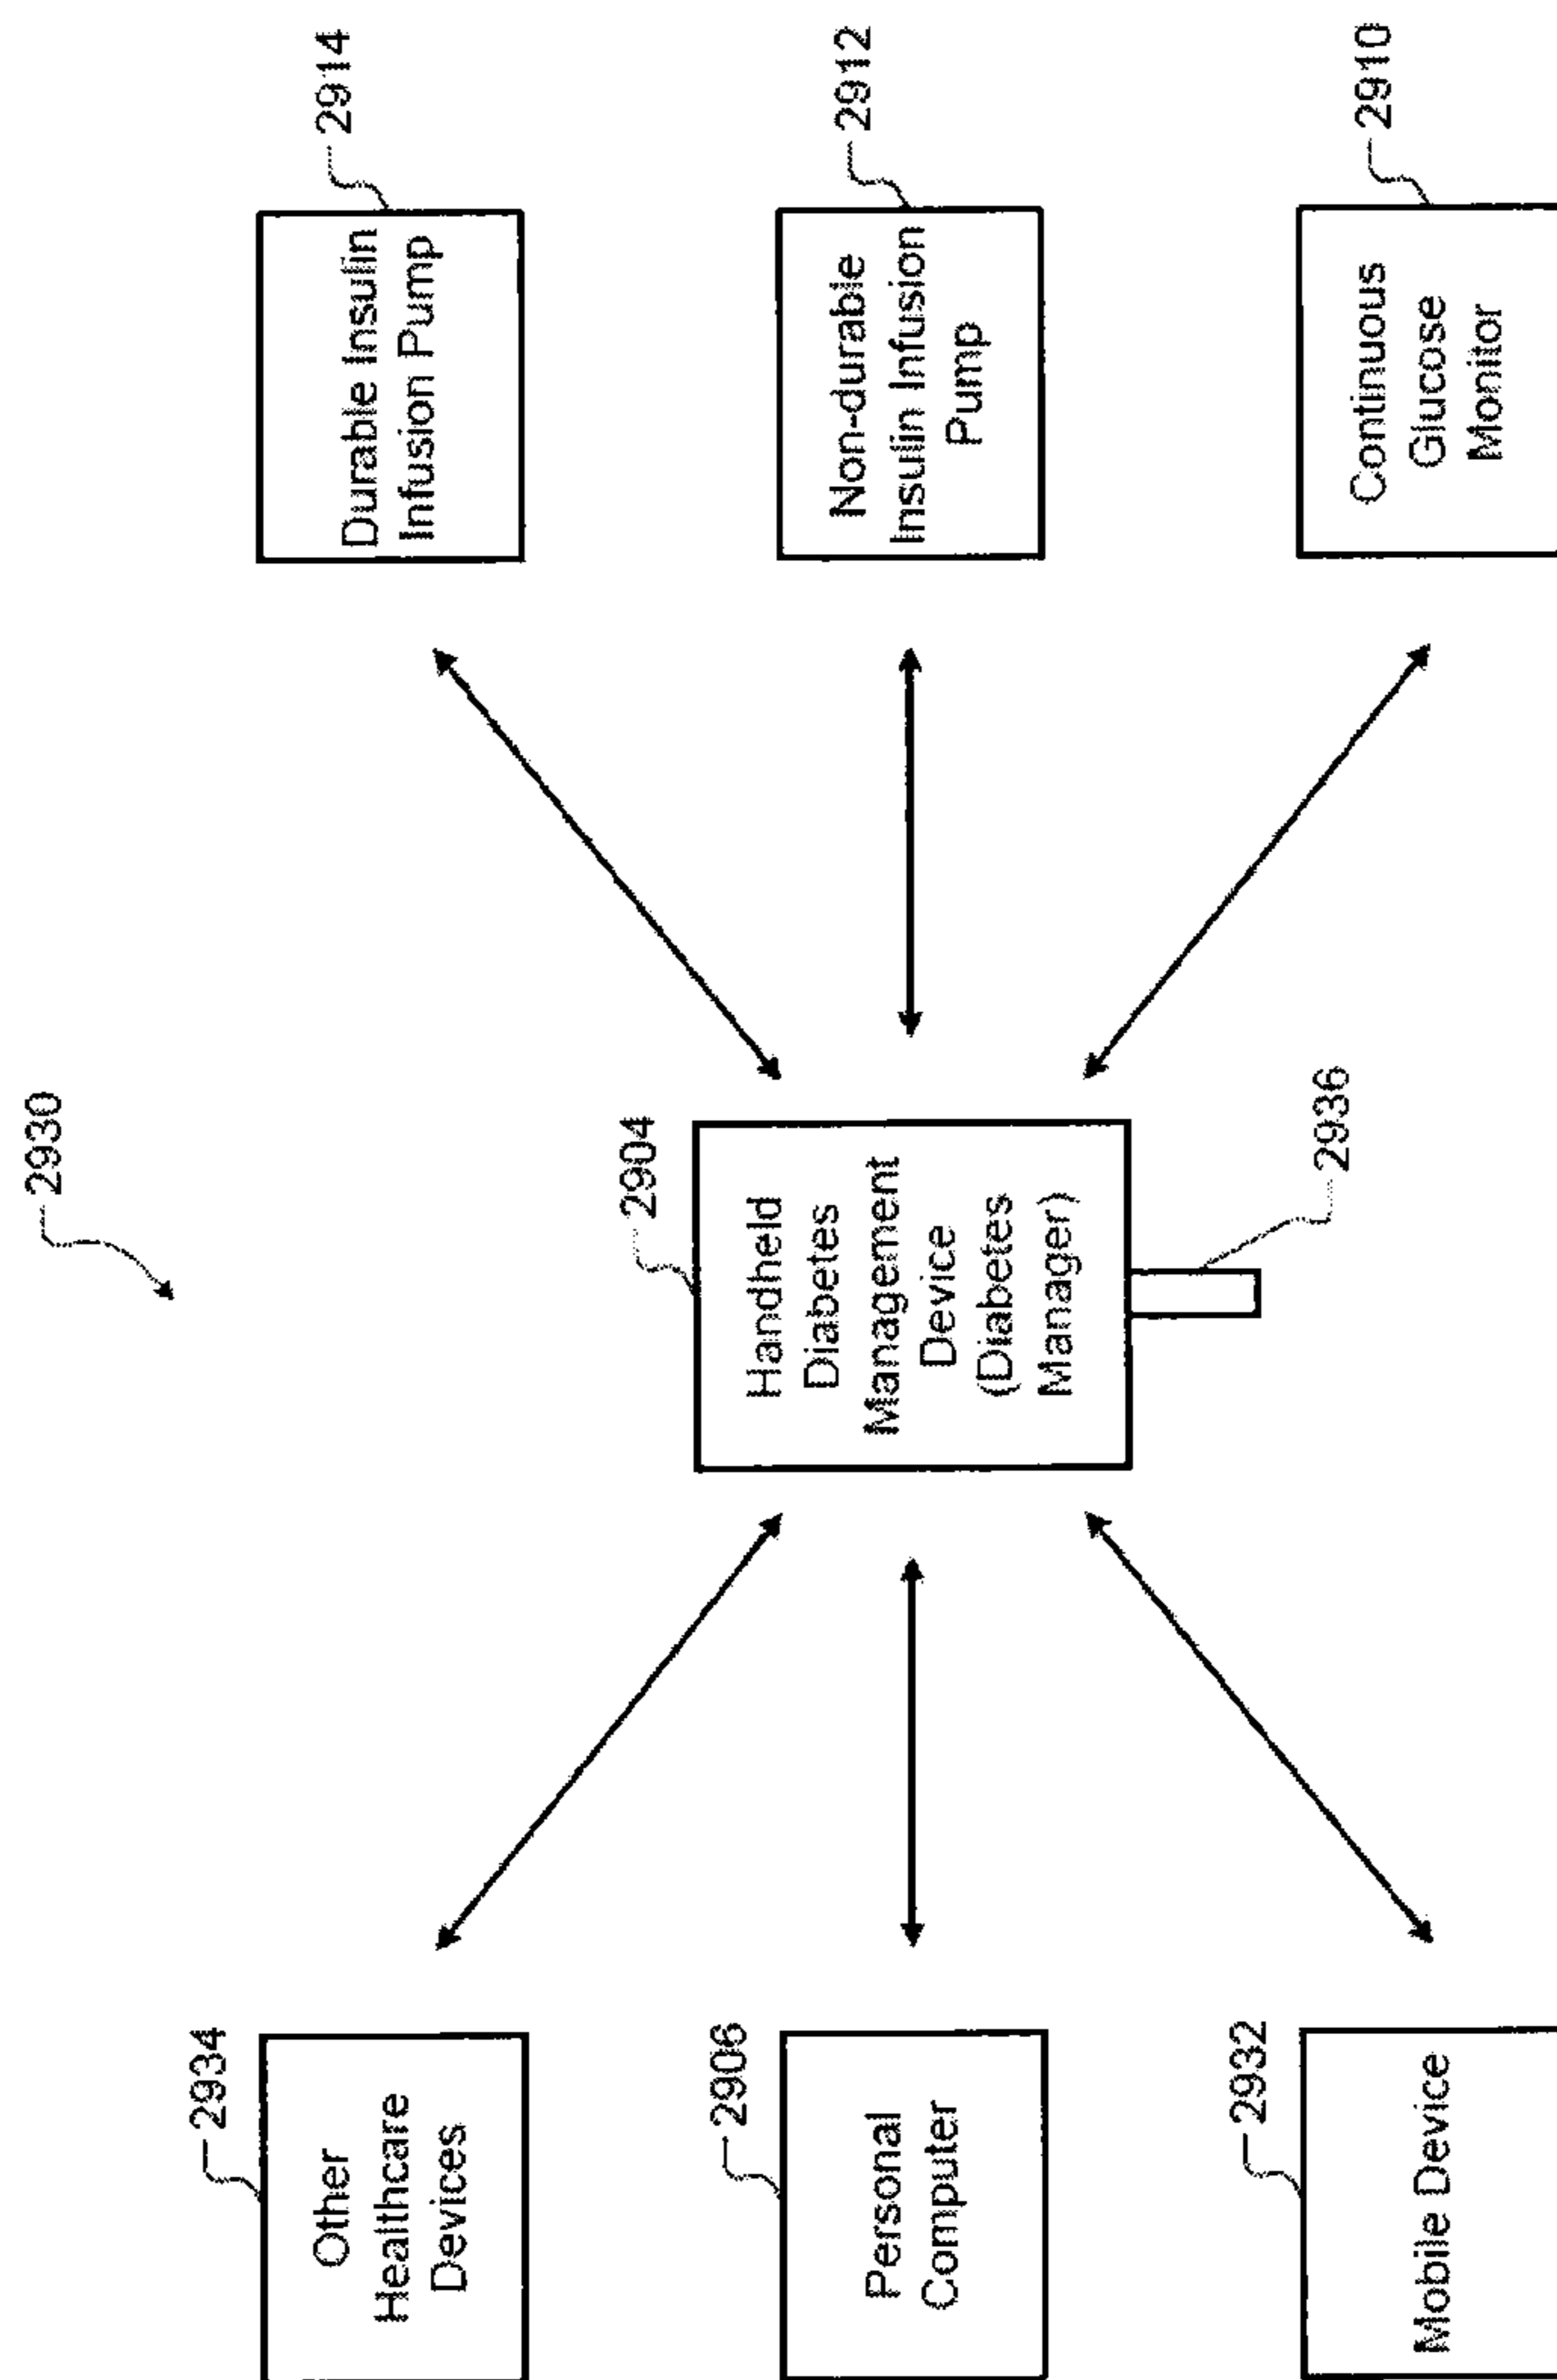 2930
2934
Other
Healthcare
Devices
2914
Durable Insulin
Infusion Pump
2904
Handheld
Diabetes
Management
Device
(Diabetes
Manager)
2906
Personal
Computer
2912
Non-durable
Insulin Infusion
Pump
2936
2932
Mobile Device
2910
Continuous
Glucose
Monitor